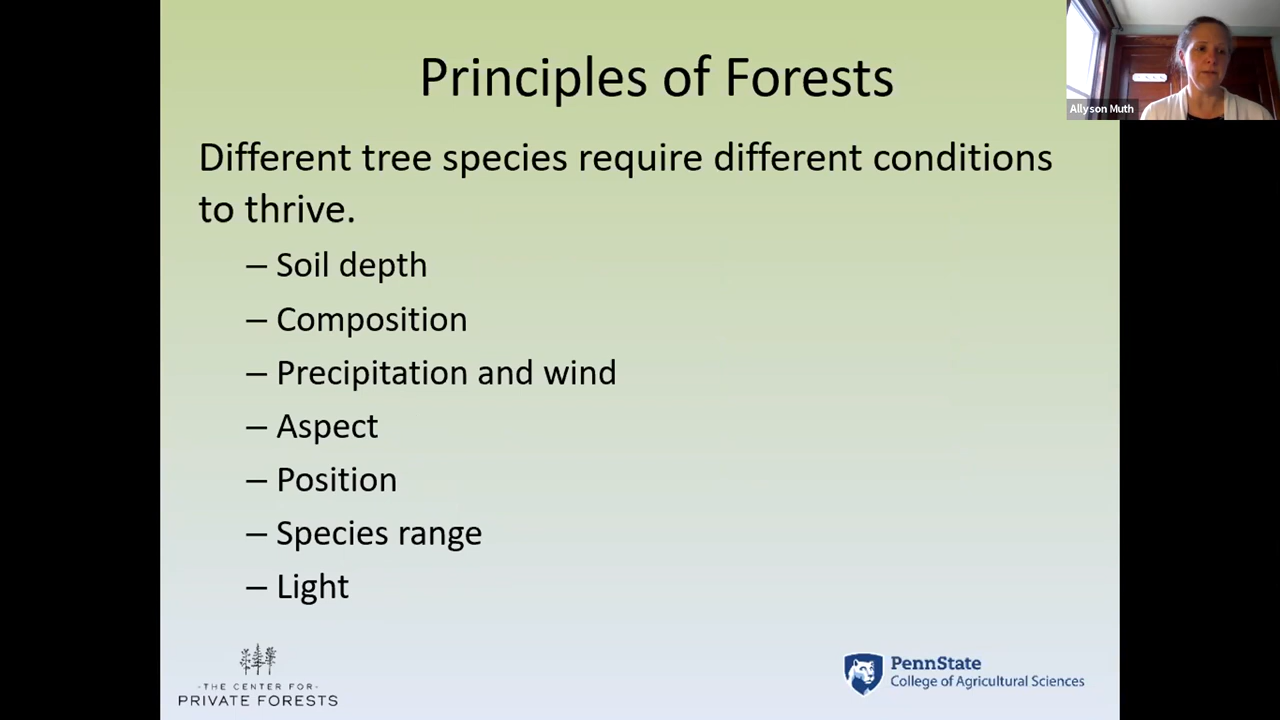 Principles of Forests
Allyson Muth
Different tree species require different conditions
to thrive.
– Soil depth
– Composition
– Precipitation and wind
– Aspect
– Position
– Species range
– Light
-THE CENTER FOR-
PRIVATE FORESTS
PennState
College of Agricultural Sciences